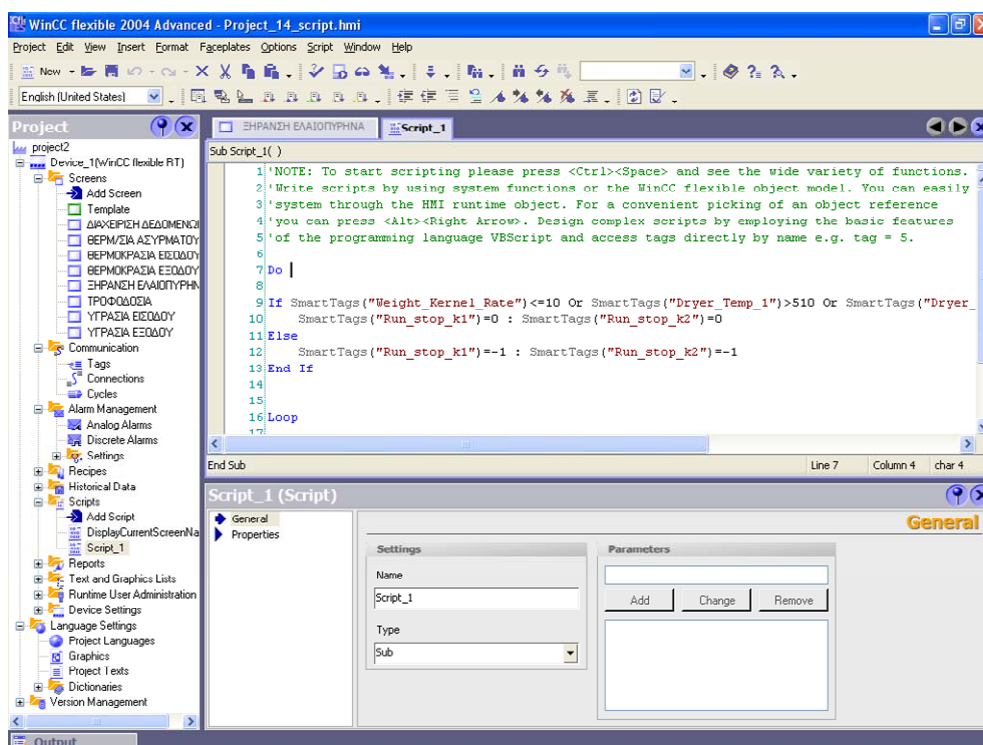 WinCC flexible 2004 Advanced - Project_14_script.hmi
Project Edit View Insert Format Faceplates Options Script Window Help
New
English (United States)
Project
project2
Device_1(WinCC flexible RT)
Screens
Add Screen
Template
ΔΙΑΧΕΙΡΙΣΗ ΔΕΔΟΜΕΝΩ
ΘΕΡΜ/ΣΙΑ ΑΣΥΡΜΑΤΟΥ
ΘΕΡΜΟΚΡΑΣΙΑ ΕΙΣΟΔΟΥ
ΘΕΡΜΟΚΡΑΣΙΑ ΕΞΟΔΟΥ
ΞΗΡΑΝΣΗ ΕΛΑΙΟΠΥΡΗΝ
ΤΡΟΦΟΔΟΣΙΑ
ΥΓΡΑΣΙΑ ΕΙΣΟΔΟΥ
ΥΓΡΑΣΙΑ ΕΞΟΔΟΥ
Communication
Tags
Connections
Cycles
Alarm Management
Analog Alarms
Discrete Alarms
Settings
Recipes
Historical Data
Scripts
Add Script
DisplayCurrentScreenNa
Script_1
Reports
Text and Graphics Lists
Runtime User Administration
Device Settings
Language Settings
Project Languages
Graphics
Project Texts
Dictionaries
Version Management
Output
ΞΗΡΑΝΣΗ ΕΛΑΙΟΠΥΡΗΝΑ Script_1
Sub Script_1( )
1 'NOTE: To start scripting please press <Ctrl><Space> and see the wide variety of functions.
2 'Write scripts by using system functions or the WinCC flexible object model. You can easily
3 'system through the HMI runtime object. For a convenient picking of an object reference
4 'you can press <Alt><Right Arrow>. Design complex scripts by employing the basic features
5 'of the programming language VBScript and access tags directly by name e.g. tag = 5.
6
7 Do
8
9 If SmartTags("Weight_Kernel_Rate")<=10 Or SmartTags("Dryer_Temp_1")>510 Or SmartTags("Dryer_
10 SmartTags("Run_stop_k1")=0 : SmartTags("Run_stop_k2")=0
11 Else
12 SmartTags("Run_stop_k1")=-1 : SmartTags("Run_stop_k2")=-1
13 End If
14
15
16 Loop
17
End Sub Line 7 Column 4 char 4
Script_1 (Script)
General
Properties
General
Settings
Name
Script_1
Type
Sub
Parameters
Add Change Remove